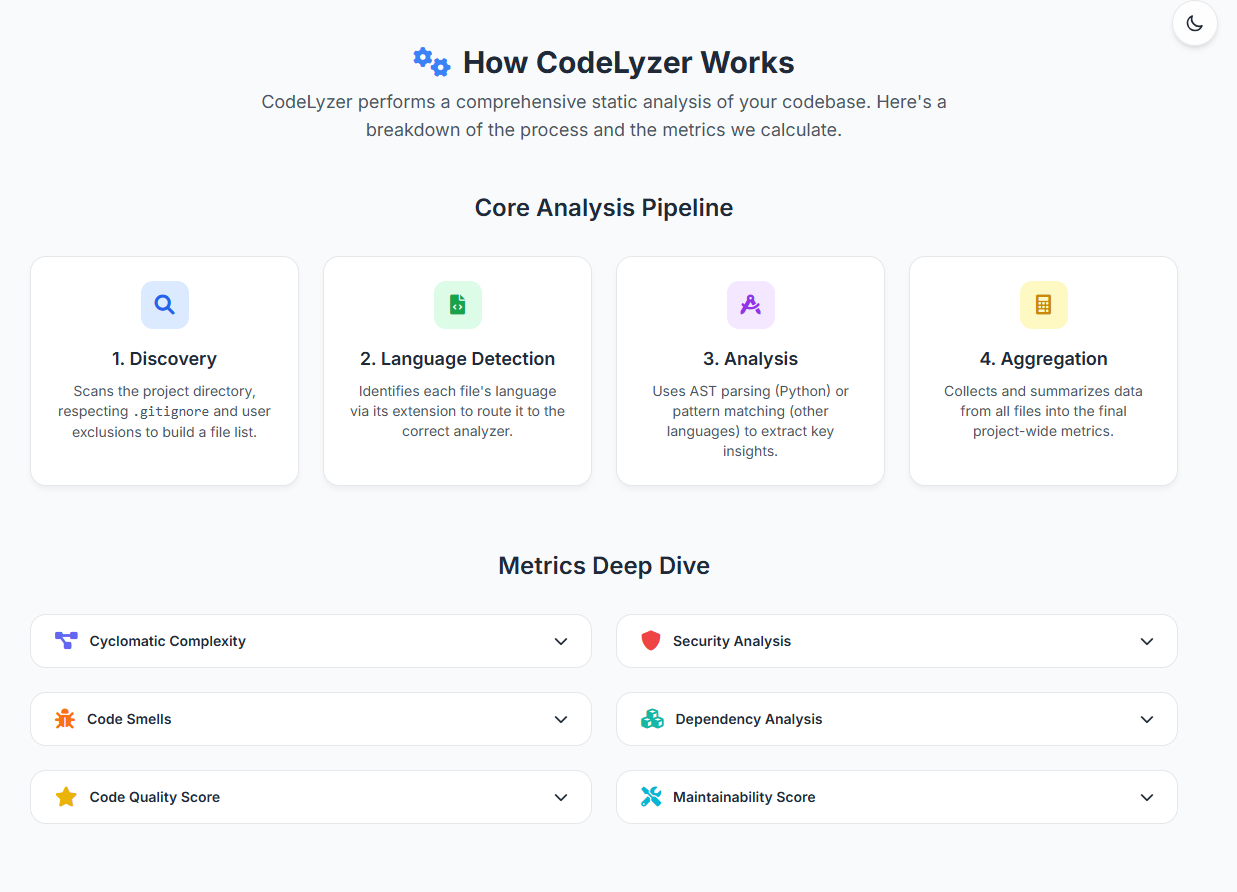 How CodeLyzer Works
CodeLyzer performs a comprehensive static analysis of your codebase. Here's a
breakdown of the process and the metrics we calculate.
Core Analysis Pipeline
1. Discovery
Scans the project directory,
respecting .gitignore and user
exclusions to build a file list.
2. Language Detection
Identifies each file's language
via its extension to route it to the
correct analyzer.
3. Analysis
Uses AST parsing (Python) or
pattern matching (other
languages) to extract key
insights.
4. Aggregation
Collects and summarizes data
from all files into the final
project-wide metrics.
Metrics Deep Dive
Cyclomatic Complexity
Security Analysis
Code Smells
Dependency Analysis
Code Quality Score
Maintainability Score